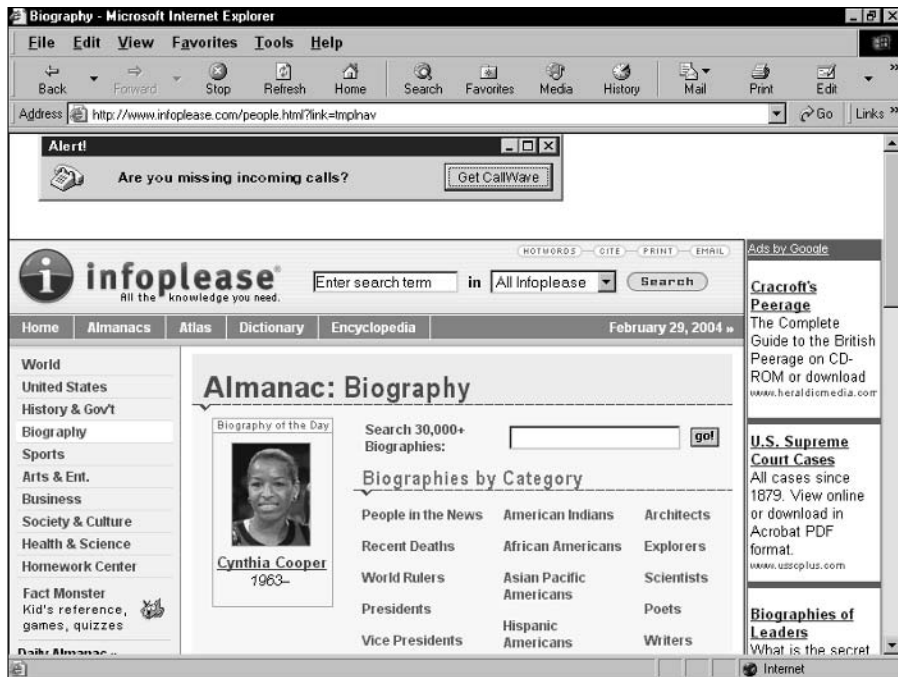 Biography - Microsoft Internet Explorer
File Edit View Favorites Tools Help
Back Forward Stop Refresh Home Search Favorites Media History Mail Print Edit
Address http://www.infoplease.com/people.html?link=tmplnav Go Links
Alert!
Are you missing incoming calls? Get CallWave
HOTWORDS CITE PRINT EMAIL
infoplease®
All the knowledge you need.
Enter search term in All Infoplease Search
Home Almanacs Atlas Dictionary Encyclopedia February 29, 2004 »
World
United States
History & Gov't
Biography
Sports
Arts & Ent.
Business
Society & Culture
Health & Science
Homework Center
Fact Monster
Kid's reference,
games, quizzes
Daily Almanac »
Almanac: Biography
Biography of the Day
Cynthia Cooper
1963–
Search 30,000+
Biographies:
go!
Biographies by Category
People in the News American Indians Architects
Recent Deaths African Americans Explorers
World Rulers Asian Pacific
Americans Scientists
Presidents Poets
Hispanic
Americans
Vice Presidents Writers
Ads by Google
Cracroft's
Peerage
The Complete
Guide to the British
Peerage on CD-
ROM or download
www.heraldicmedia.com
U.S. Supreme
Court Cases
All cases since
1879. View online
or download in
Acrobat PDF
format.
www.usscplus.com
Biographies of
Leaders
What is the secret
Internet